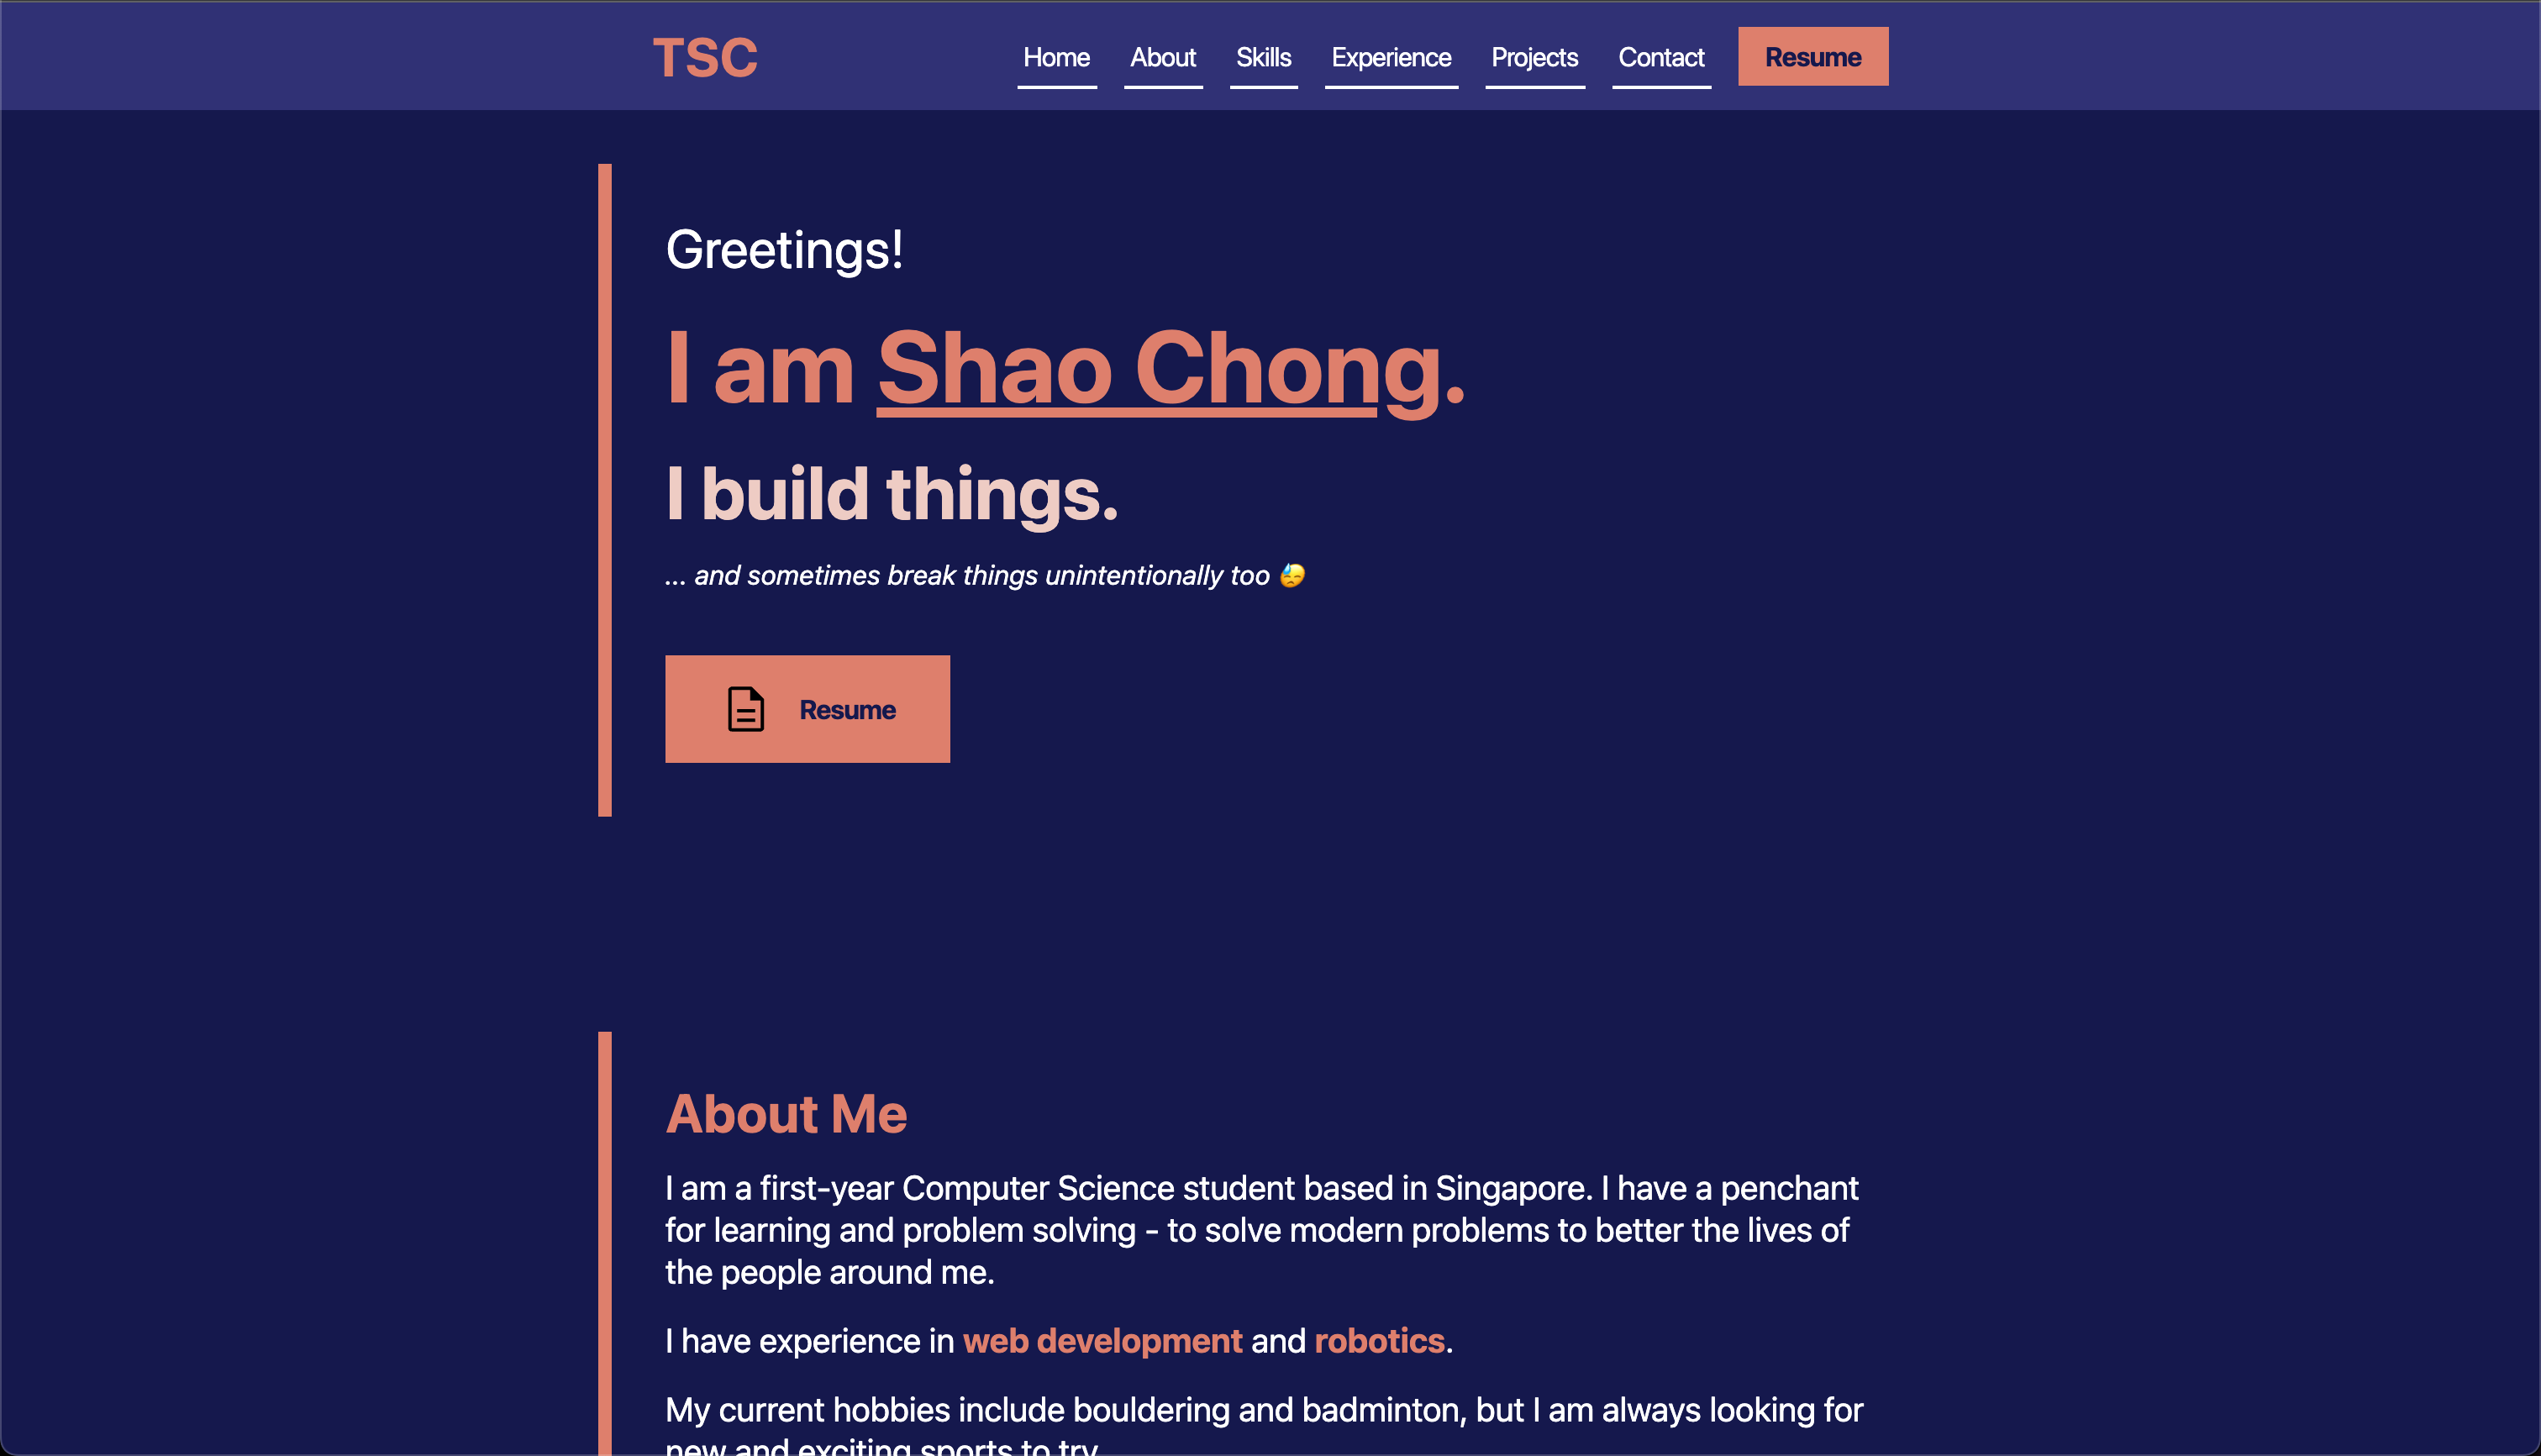 TSC
Home About Skills Experience Projects Contact Resume
Greetings!
I am Shao Chong.
I build things.
... and sometimes break things unintentionally too 😓
Resume
About Me
I am a first-year Computer Science student based in Singapore. I have a penchant
for learning and problem solving - to solve modern problems to better the lives of
the people around me.
I have experience in web development and robotics.
My current hobbies include bouldering and badminton, but I am always looking for
new and exciting sports to try